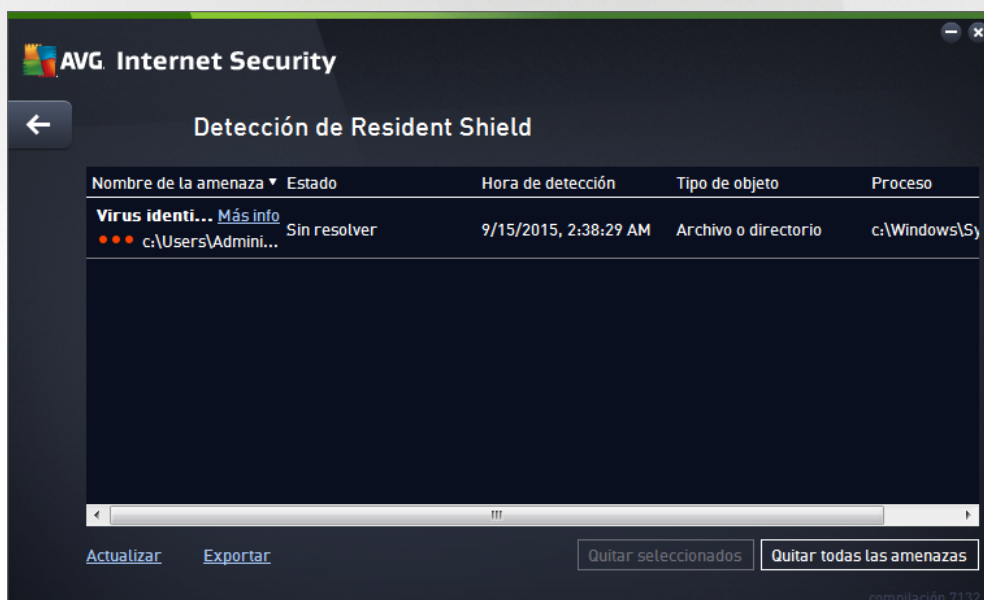 AVG. Internet Security
Detección de Resident Shield
Nombre de la amenaza Estado Hora de detección Tipo de objeto Proceso
Virus identi... Más info
Sin resolver 9/15/2015, 2:38:29 AM Archivo o directorio c:\Windows\Sy
c:\Users\Admini...
Actualizar Exportar Quitar seleccionados Quitar todas las amenazas
compilación 7132